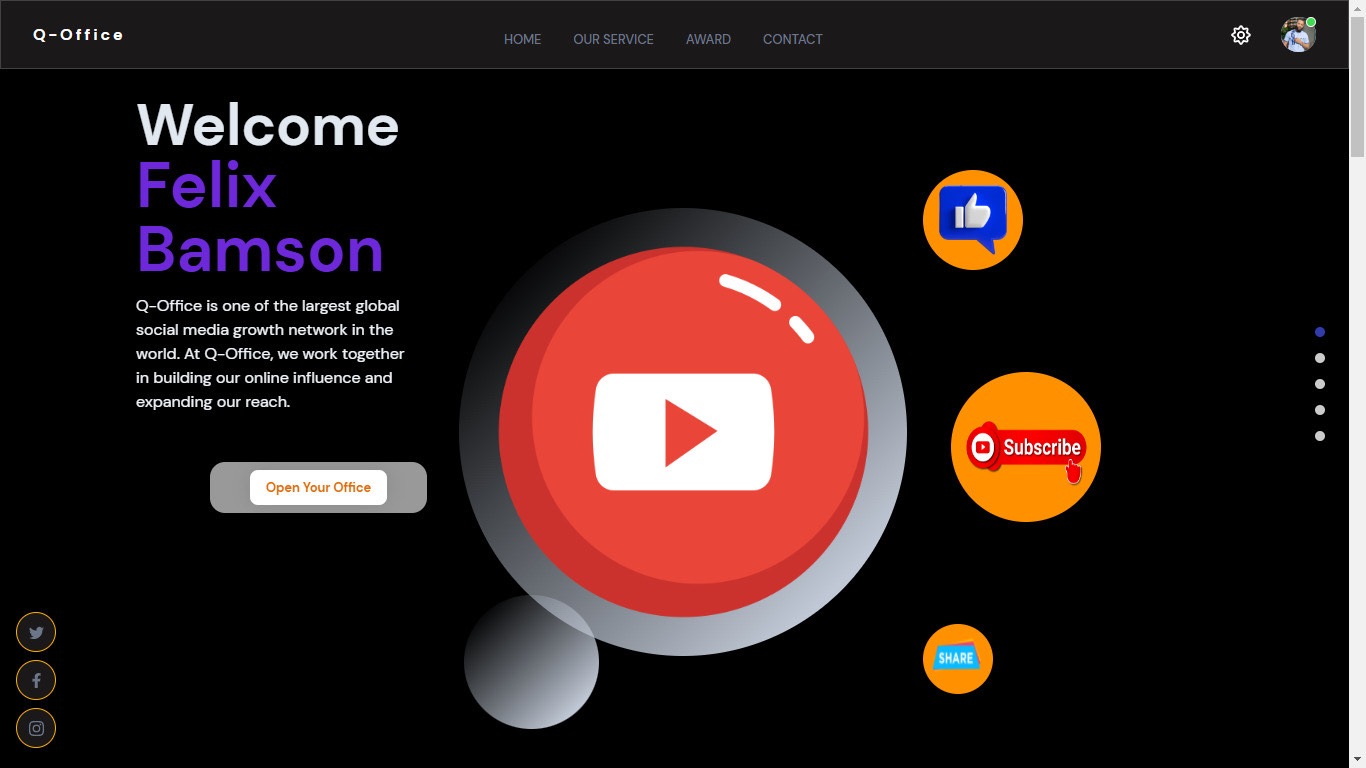 Q-Office
HOME
OUR SERVICE
AWARD
CONTACT
Welcome
Felix
Bamson
Q-Office is one of the largest global
social media growth network in the
world. At Q-Office, we work together
in building our online influence and
expanding our reach.
Open Your Office
Subscribe
SHARE